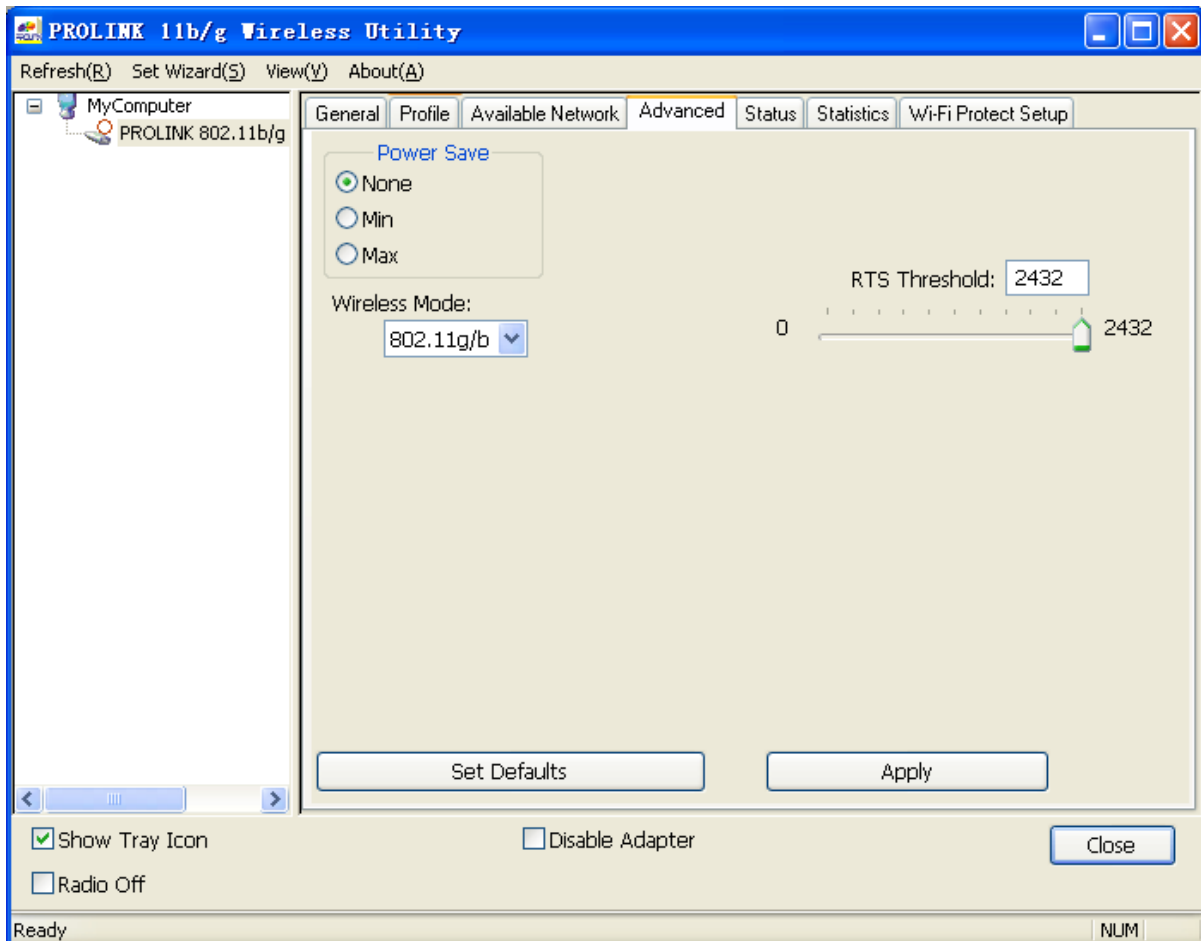 PROLINK 11b/g Wireless Utility
Refresh(R) Set Wizard(S) View(V) About(A)
MyComputer
PROLINK 802.11b/g
General Profile Available Network Advanced Status Statistics Wi-Fi Protect Setup
Power Save
None
Min
Max
Wireless Mode:
802.11g/b
RTS Threshold: 2432
0 2432
Set Defaults Apply
Show Tray Icon Disable Adapter Close
Radio Off
Ready NUM